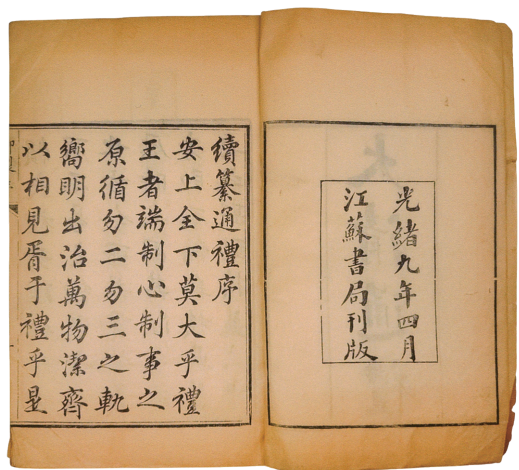 光緒九年四月
江蘇書局刊版
續纂通禮序
安上全下莫大乎禮
王者端制心制事之
原循勿二勿三之軌
嚮明出治萬物潔齊
以相見胥于禮乎是